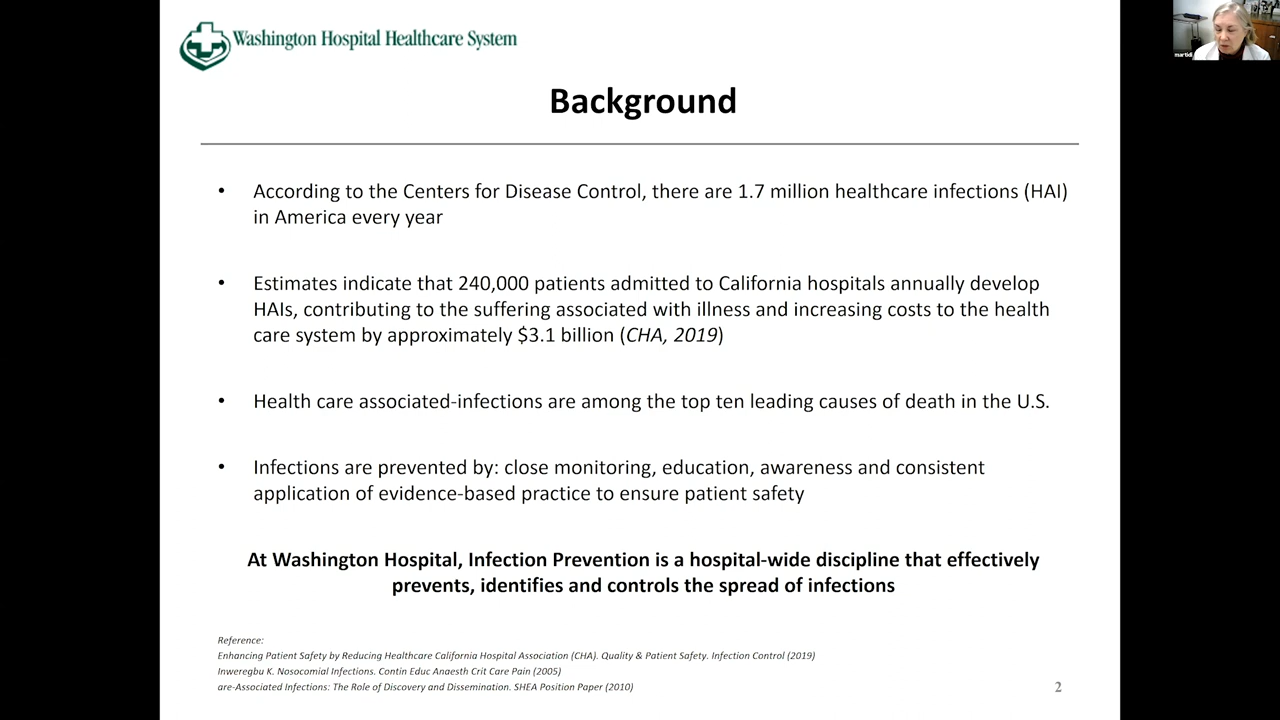 Washington Hospital Healthcare System
Background
• According to the Centers for Disease Control, there are 1.7 million healthcare infections (HAI)
in America every year
• Estimates indicate that 240,000 patients admitted to California hospitals annually develop
HAIs, contributing to the suffering associated with illness and increasing costs to the health
care system by approximately $3.1 billion (CHA, 2019)
• Health care associated-infections are among the top ten leading causes of death in the U.S.
• Infections are prevented by: close monitoring, education, awareness and consistent
application of evidence-based practice to ensure patient safety
At Washington Hospital, Infection Prevention is a hospital-wide discipline that effectively
prevents, identifies and controls the spread of infections
Reference:
Enhancing Patient Safety by Reducing Healthcare California Hospital Association (CHA). Quality & Patient Safety. Infection Control (2019)
Inweregbu K. Nosocomial Infections. Contin Educ Anaesth Crit Care Pain (2005)
are-Associated Infections: The Role of Discovery and Dissemination. SHEA Position Paper (2010)
2